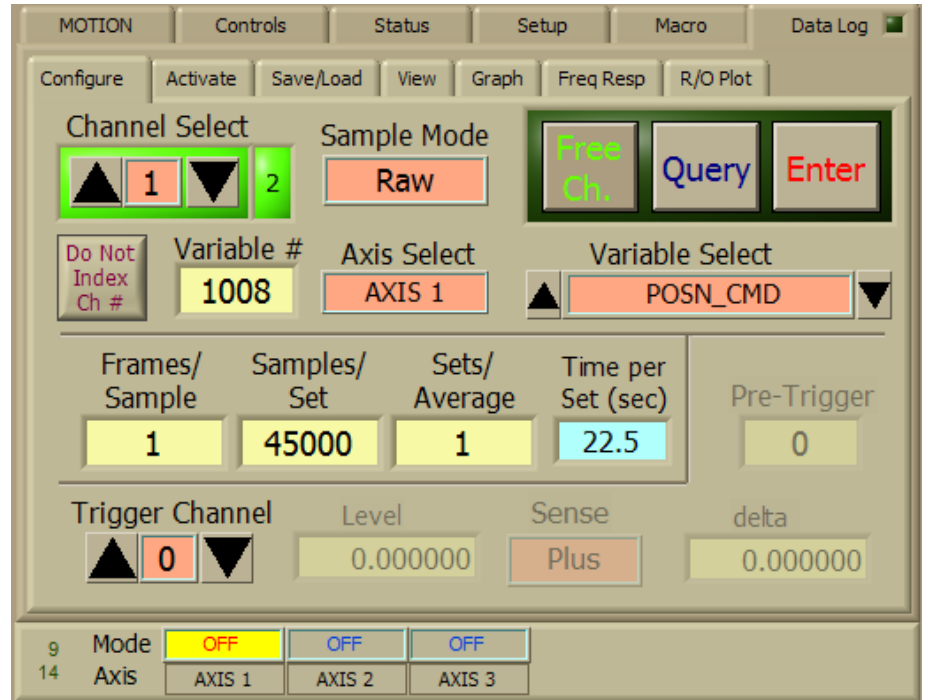 MOTION Controls Status Setup Macro Data Log
Configure Activate Save/Load View Graph Freq Resp R/O Plot
Channel Select
1 2
Sample Mode
Raw
Free
Ch.
Query
Enter
Do Not
Index
Ch #
Variable #
1008
Axis Select
AXIS 1
Variable Select
POSN_CMD
Frames/
Sample
1
Samples/
Set
45000
Sets/
Average
1
Time per
Set (sec)
22.5
Pre-Trigger
0
Trigger Channel
0
Level
0.000000
Sense
Plus
delta
0.000000
9 Mode OFF OFF OFF
14 Axis AXIS 1 AXIS 2 AXIS 3